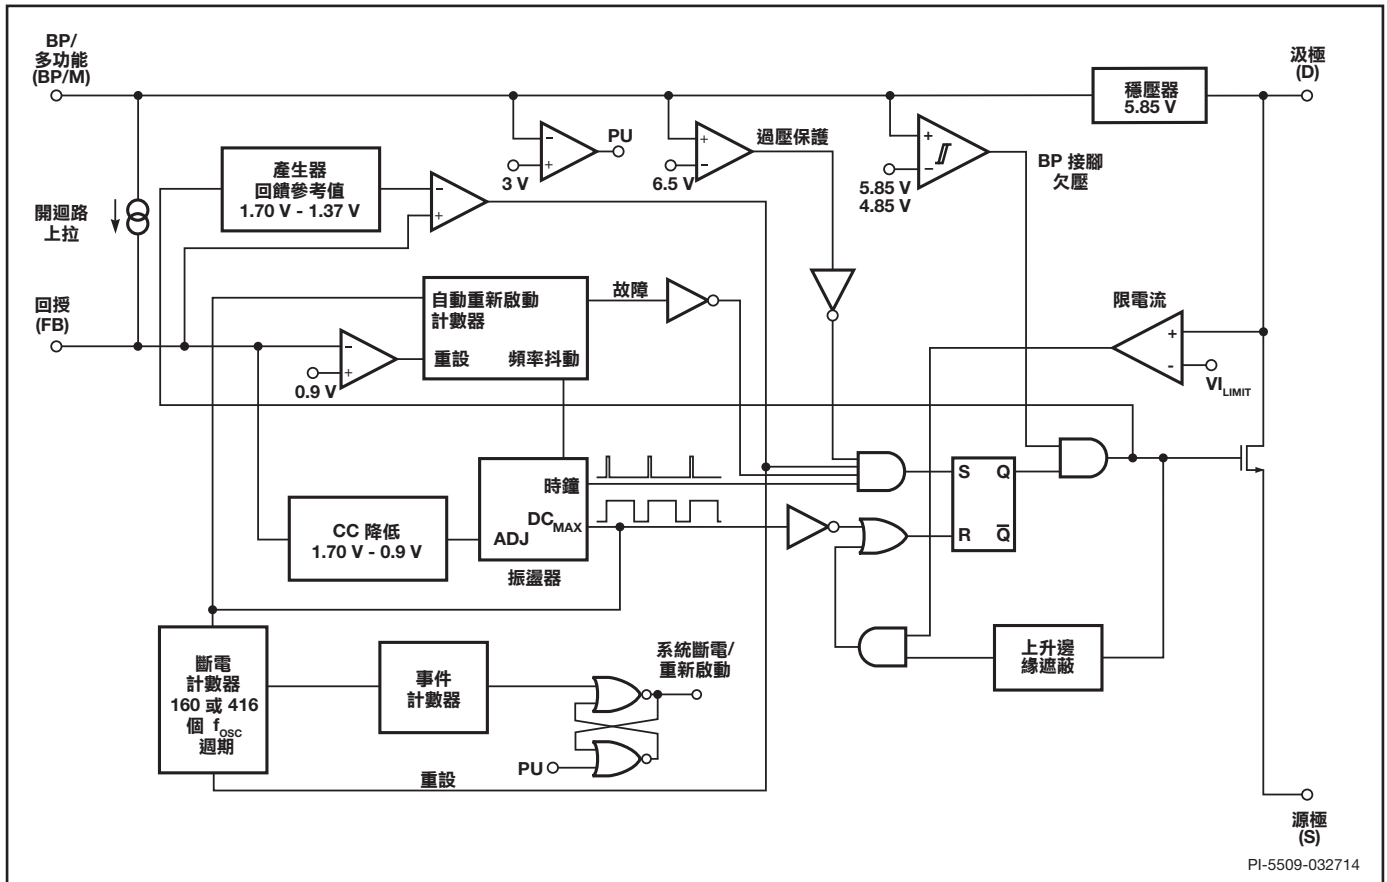 BP/
多功能
(BP/M)
汲極
(D)
穩壓器
5.85 V
PU
3 V
過壓保護
6.5 V
BP 接腳
欠壓
5.85 V
4.85 V
產生器
回饋參考值
1.70 V - 1.37 V
開迴路
上拉
回授
(FB)
自動重新啟動
計數器
重設
頻率抖動
故障
0.9 V
限電流
VI_LIMIT
+
-
時鐘
DC_MAX
ADJ
振盪器
CC 降低
1.70 V - 0.9 V
S
Q
R
Q̅
上升邊
緣遮蔽
斷電
計數器
160 或 416
個 f_OSC
週期
事件
計數器
系統斷電/
重新啟動
PU
重設
源極
(S)
PI-5509-032714